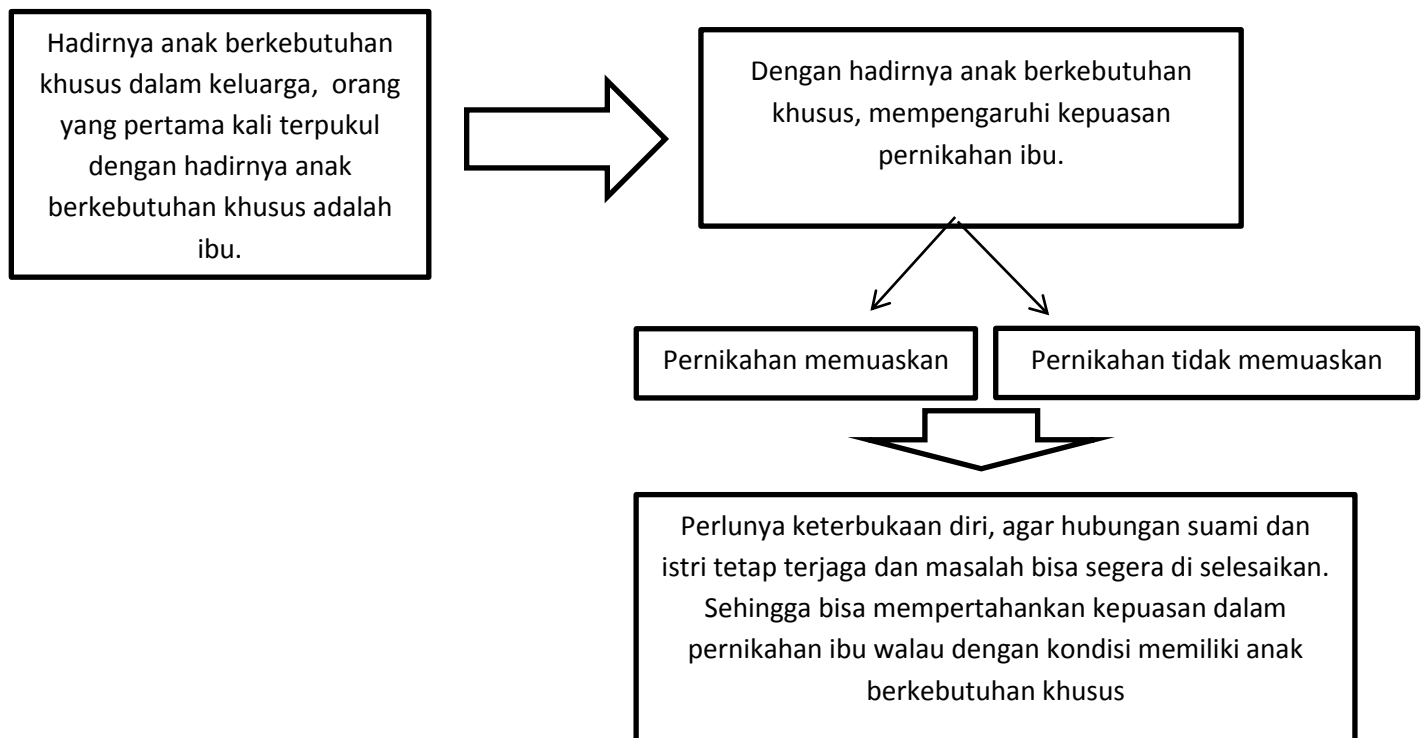 Hadirnya anak berkebutuhan
khusus dalam keluarga, orang
yang pertama kali terpukul
dengan hadirnya anak
berkebutuhan khusus adalah
ibu.
Dengan hadirnya anak berkebutuhan
khusus, mempengaruhi kepuasan
pernikahan ibu.
Pernikahan memuaskan
Pernikahan tidak memuaskan
Perlunya keterbukaan diri, agar hubungan suami dan
istri tetap terjaga dan masalah bisa segera di selesaikan.
Sehingga bisa mempertahankan kepuasan dalam
pernikahan ibu walau dengan kondisi memiliki anak
berkebutuhan khusus